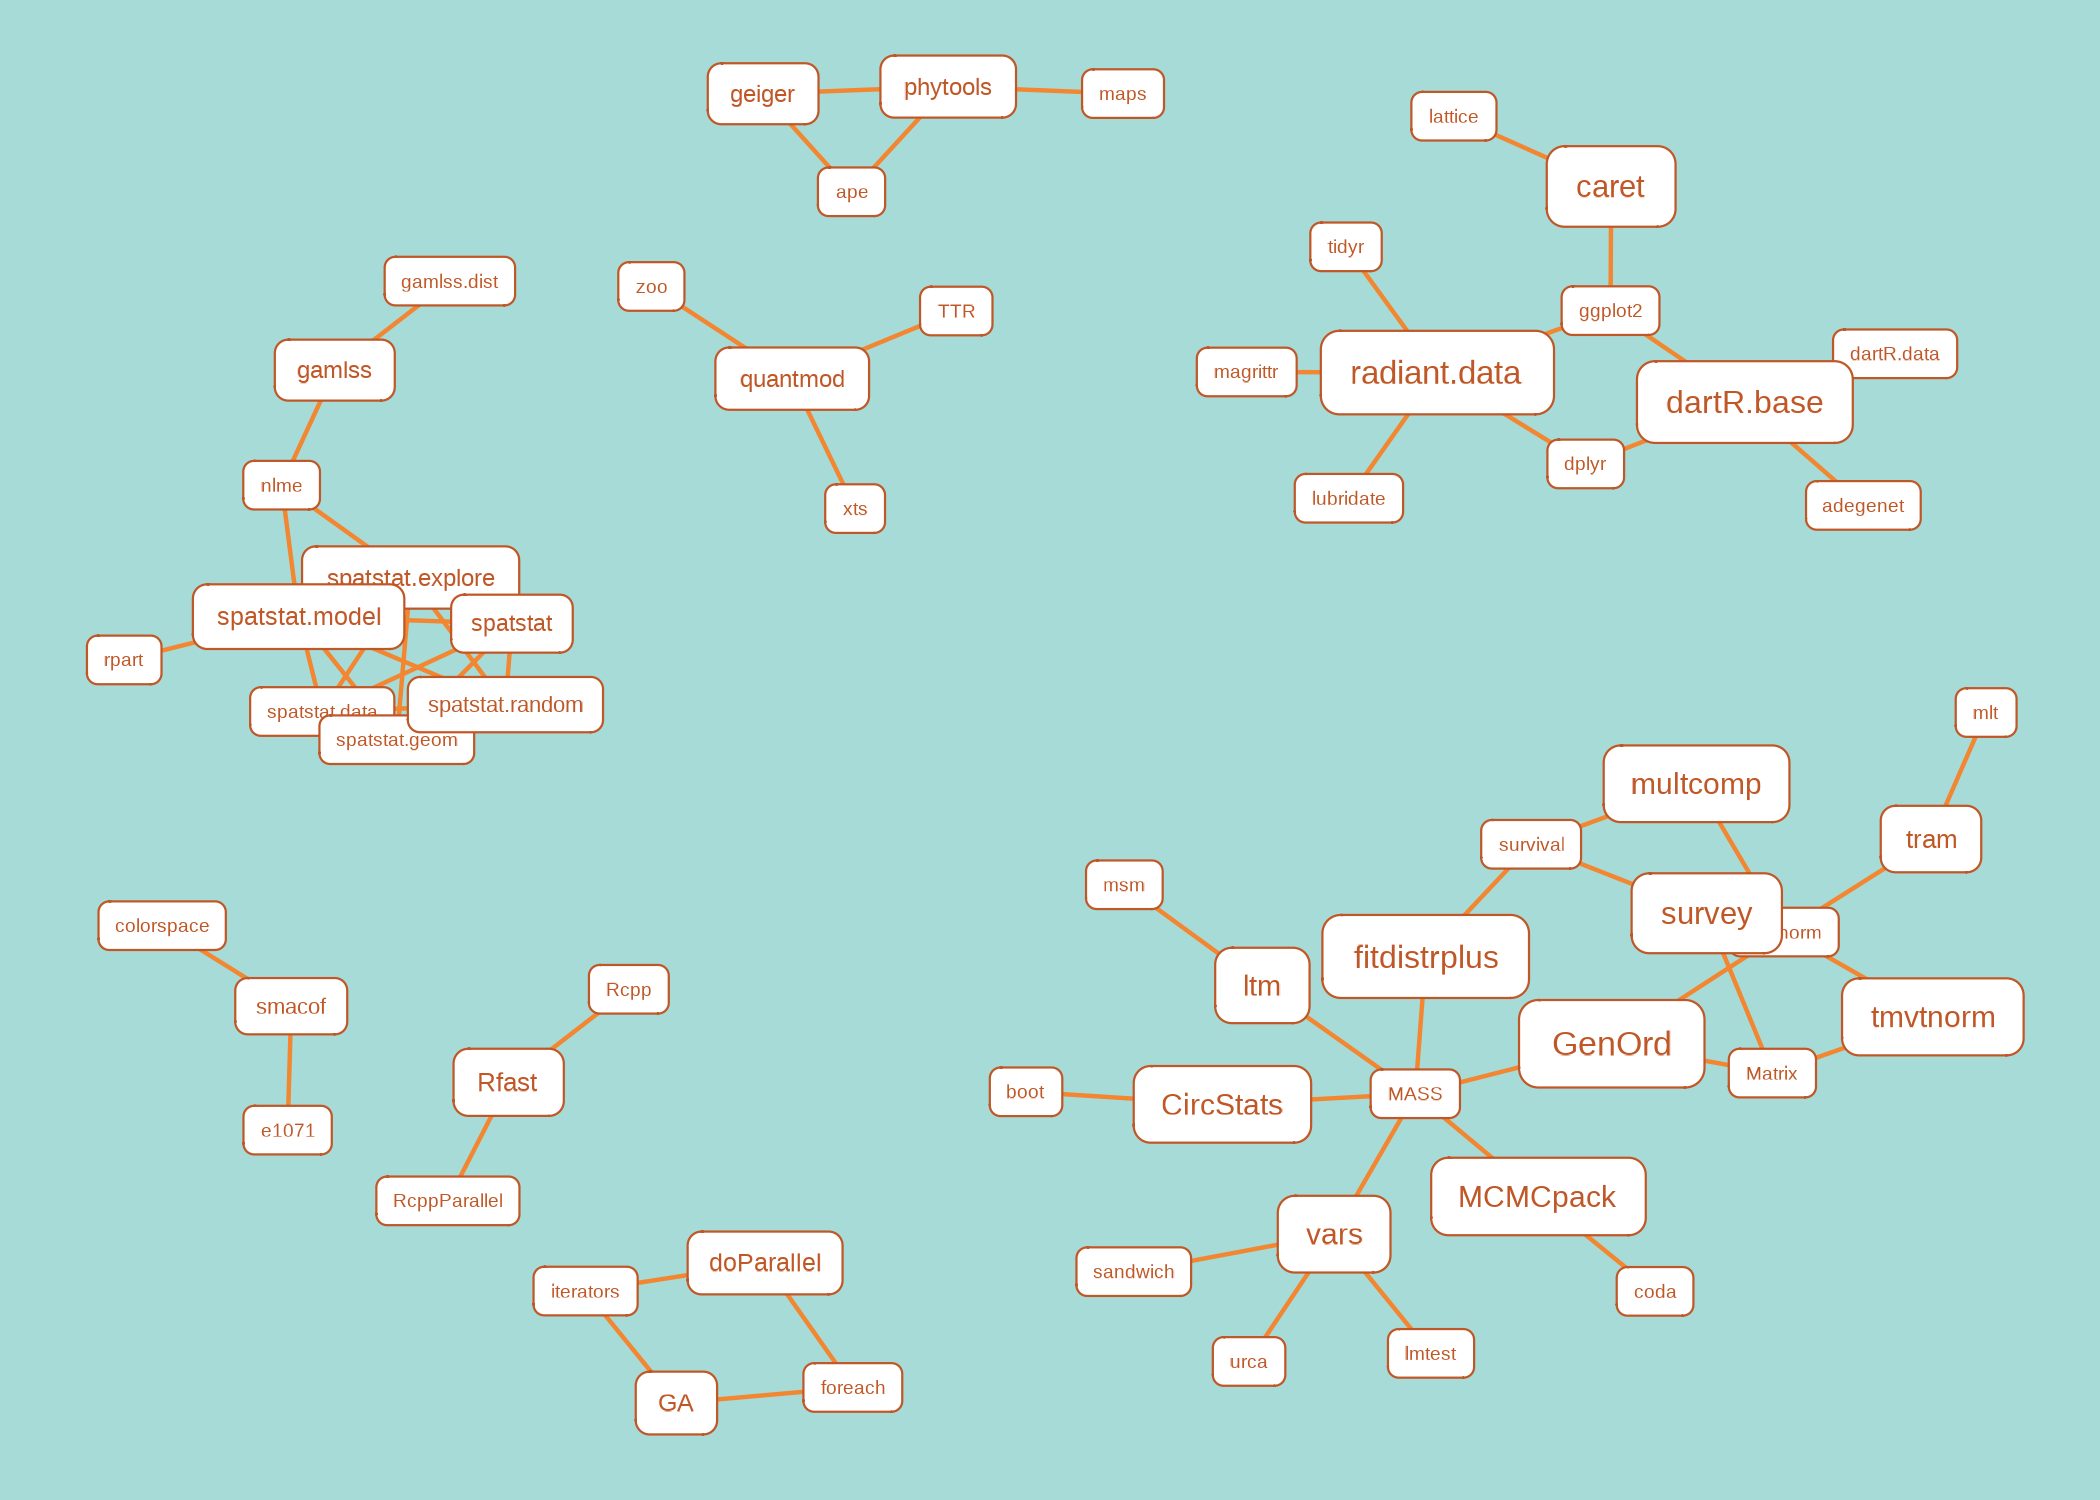 geiger
phytools
maps
ape
lattice
caret
tidyr
ggplot2
magrittr
radiant.data
dartR.data
dartR.base
dplyr
lubridate
adegenet
gamlss.dist
zoo
TTR
gamlss
quantmod
nlme
xts
spatstat.explore
spatstat.model
spatstat
rpart
spatstat.data
spatstat.random
spatstat.geom
mlt
multcomp
tram
survival
msm
survey
norm
fitdistrplus
ltm
tmvtnorm
GenOrd
Matrix
MASS
boot
CircStats
MCMCpack
vars
sandwich
coda
urca
lmtest
colorspace
smacof
Rcpp
Rfast
e1071
RcppParallel
doParallel
iterators
GA
foreach